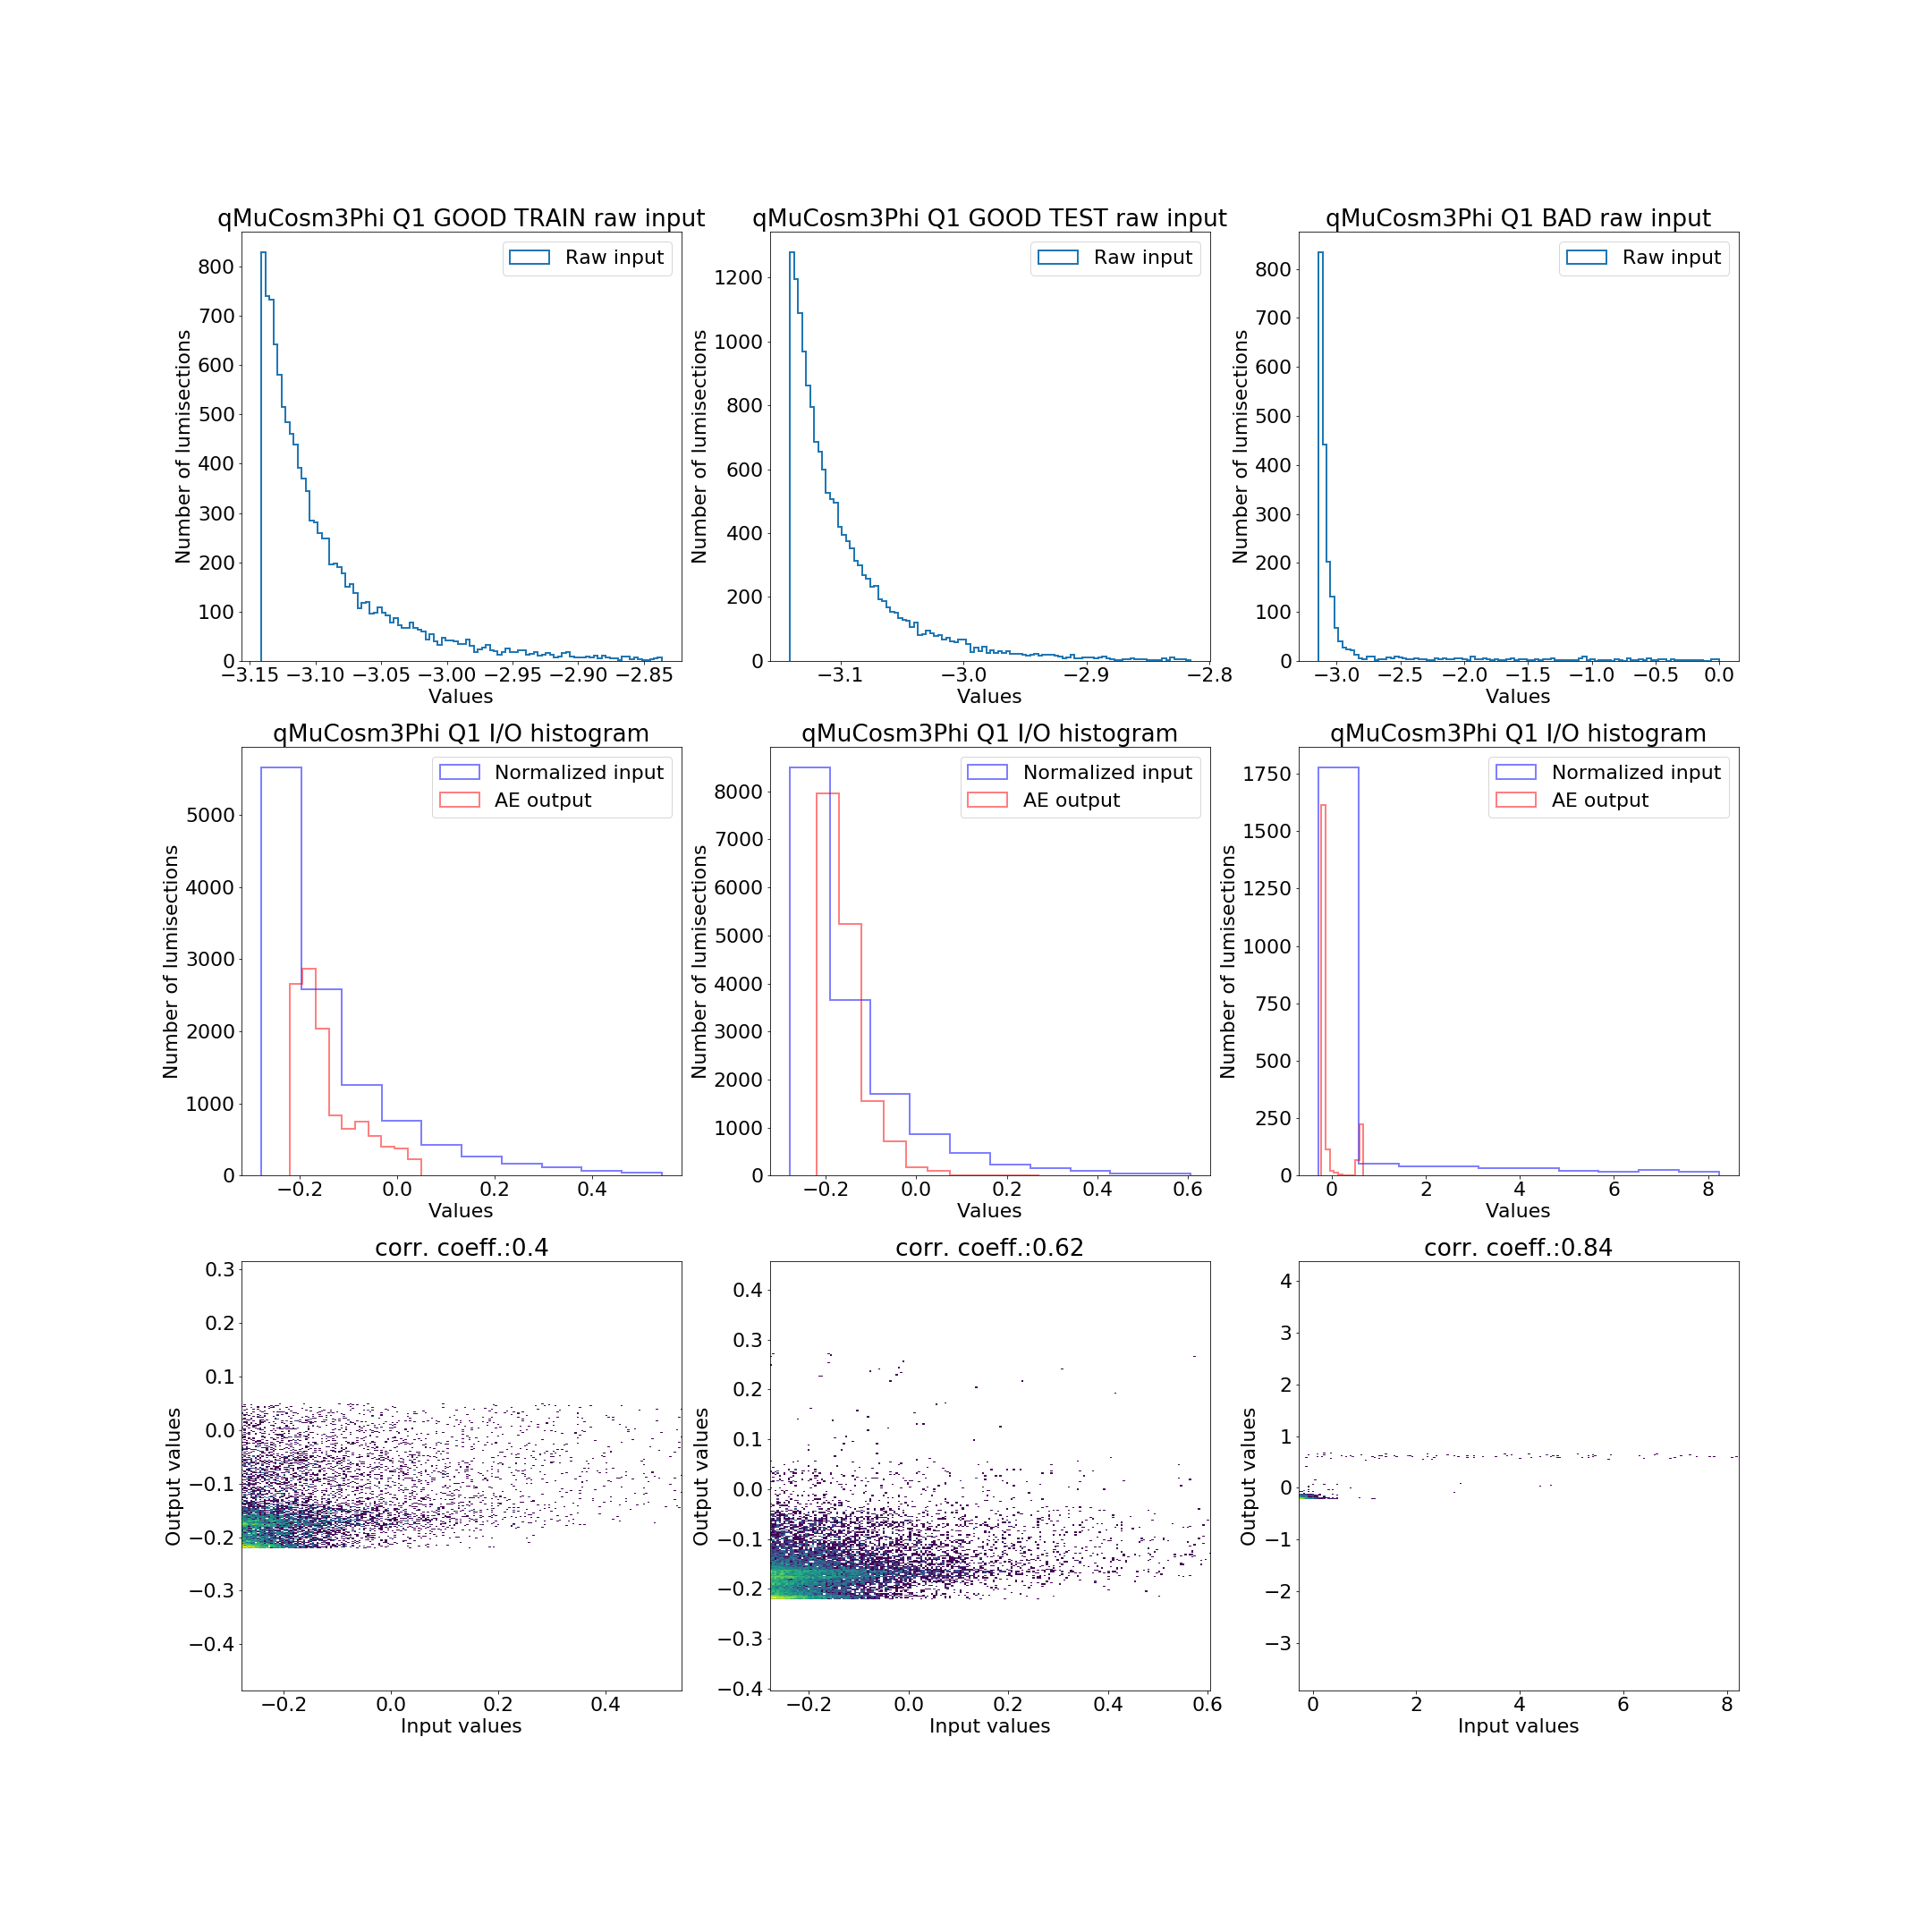 qMuCosm3Phi Q1 GOOD TRAIN raw input
Raw input
Number of lumisections
800
700
600
500
400
300
200
100
0
−3.15 −3.10 −3.05 −3.00 −2.95 −2.90 −2.85
Values
qMuCosm3Phi Q1 GOOD TEST raw input
Raw input
Number of lumisections
1200
1000
800
600
400
200
0
−3.1 −3.0 −2.9 −2.8
Values
qMuCosm3Phi Q1 BAD raw input
Raw input
Number of lumisections
800
700
600
500
400
300
200
100
0
−3.0 −2.5 −2.0 −1.5 −1.0 −0.5 0.0
Values
qMuCosm3Phi Q1 I/O histogram
Normalized input
AE output
Number of lumisections
5000
4000
3000
2000
1000
0
−0.2 0.0 0.2 0.4
Values
qMuCosm3Phi Q1 I/O histogram
Normalized input
AE output
Number of lumisections
8000
7000
6000
5000
4000
3000
2000
1000
0
−0.2 0.0 0.2 0.4 0.6
Values
qMuCosm3Phi Q1 I/O histogram
Normalized input
AE output
Number of lumisections
1750
1500
1250
1000
750
500
250
0
0 2 4 6 8
Values
corr. coeff.:0.4
Output values
0.3
0.2
0.1
0.0
−0.1
−0.2
−0.3
−0.4
−0.2 0.0 0.2 0.4
Input values
corr. coeff.:0.62
Output values
0.4
0.3
0.2
0.1
0.0
−0.1
−0.2
−0.3
−0.4
−0.2 0.0 0.2 0.4 0.6
Input values
corr. coeff.:0.84
Output values
4
3
2
1
0
−1
−2
−3
0 2 4 6 8
Input values